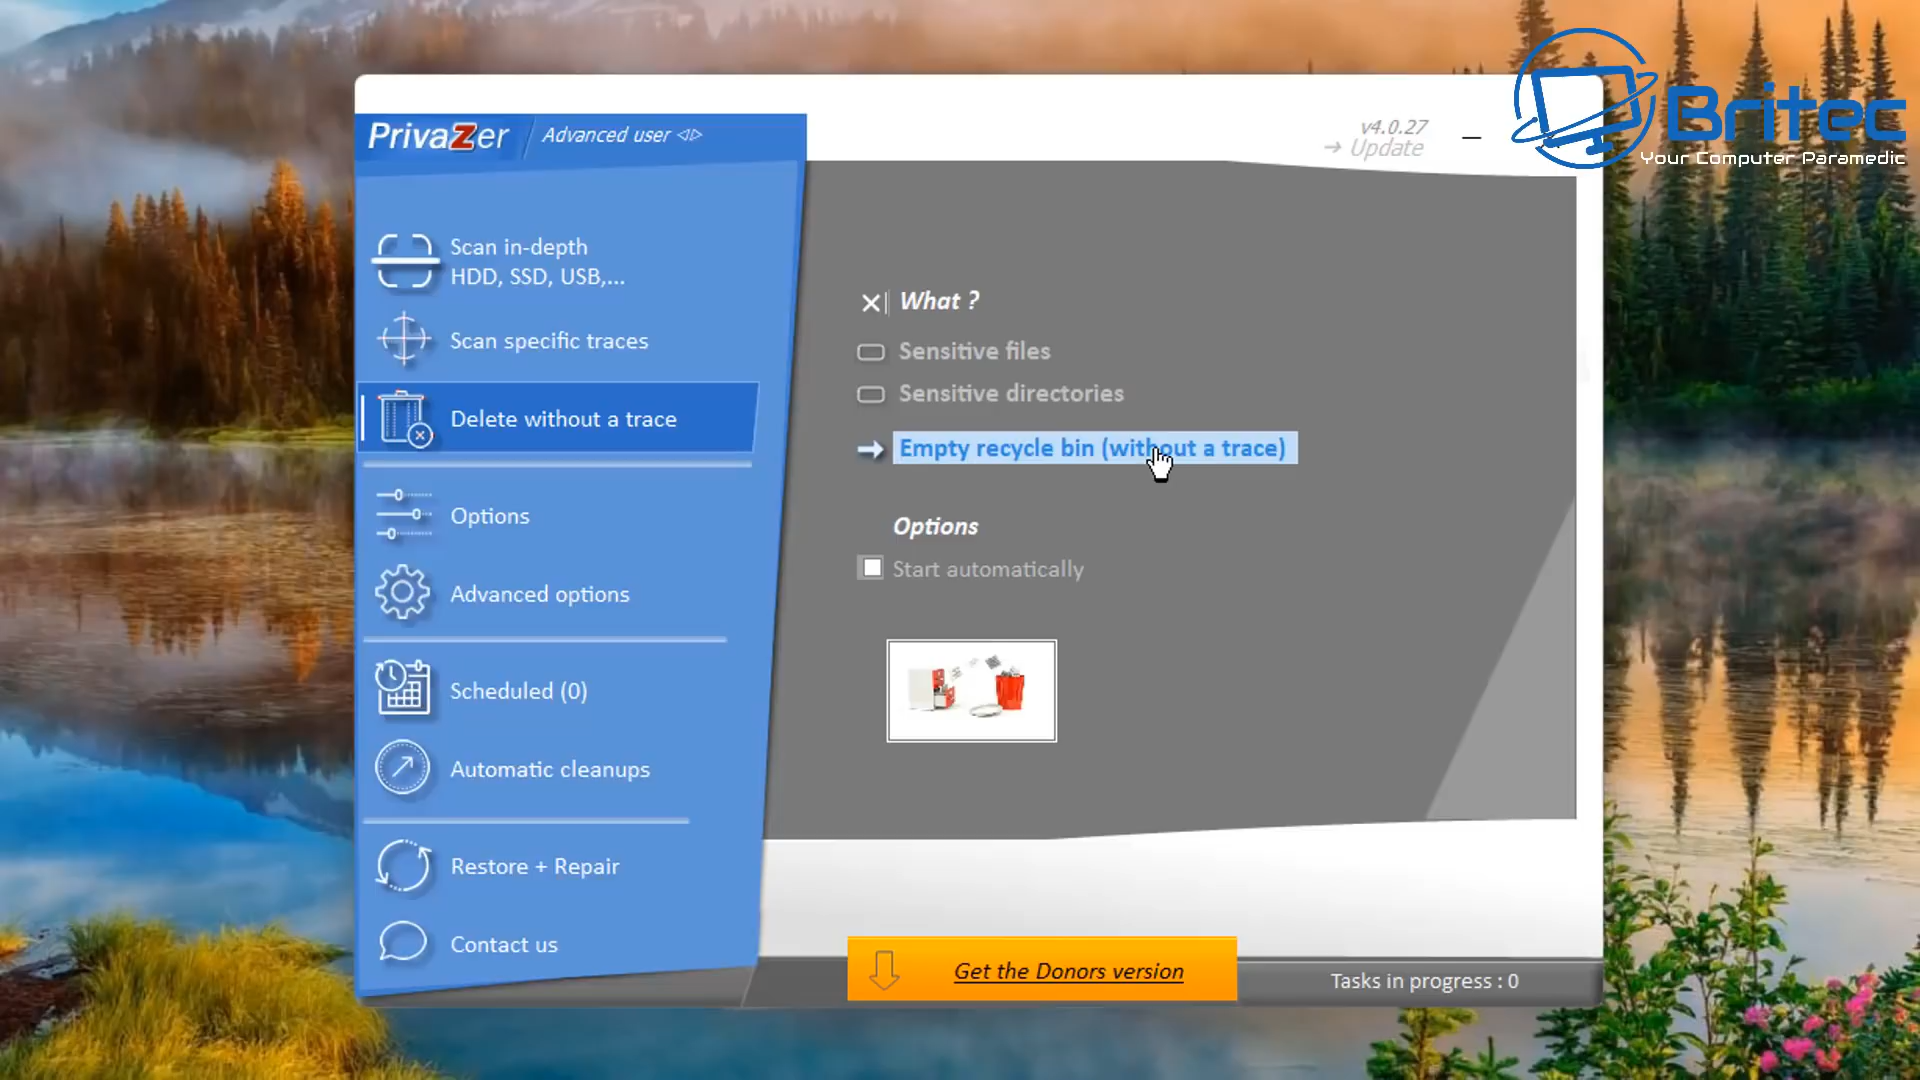 Britec
Your Computer Paramedic
PrivaZer
Advanced user
v4.0.27
Update
Scan in-depth
HDD, SSD, USB,...
Scan specific traces
Delete without a trace
Options
Advanced options
Scheduled (0)
Automatic cleanups
Restore + Repair
Contact us
What ?
Sensitive files
Sensitive directories
Empty recycle bin (without a trace)
Options
Start automatically
Get the Donors version
Tasks in progress : 0